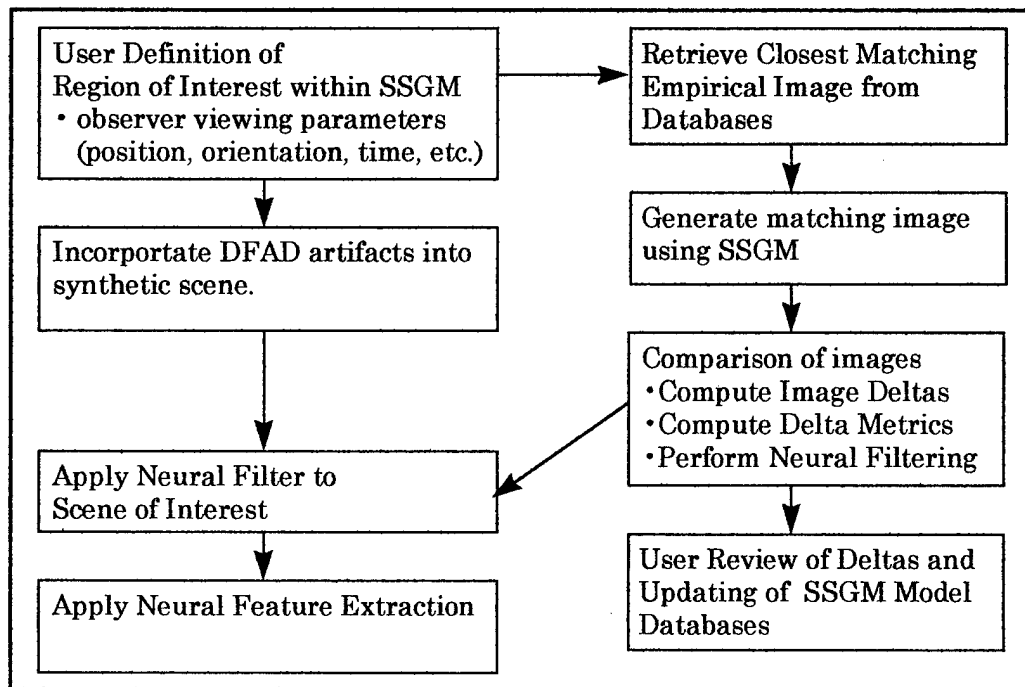 User Definition of
Region of Interest within SSGM
• observer viewing parameters
(position, orientation, time, etc.)
Incorportate DFAD artifacts into
synthetic scene.
Apply Neural Filter to
Scene of Interest
Apply Neural Feature Extraction
Retrieve Closest Matching
Empirical Image from
Databases
Generate matching image
using SSGM
Comparison of images
•Compute Image Deltas
•Compute Delta Metrics
•Perform Neural Filtering
User Review of Deltas and
Updating of SSGM Model
Databases